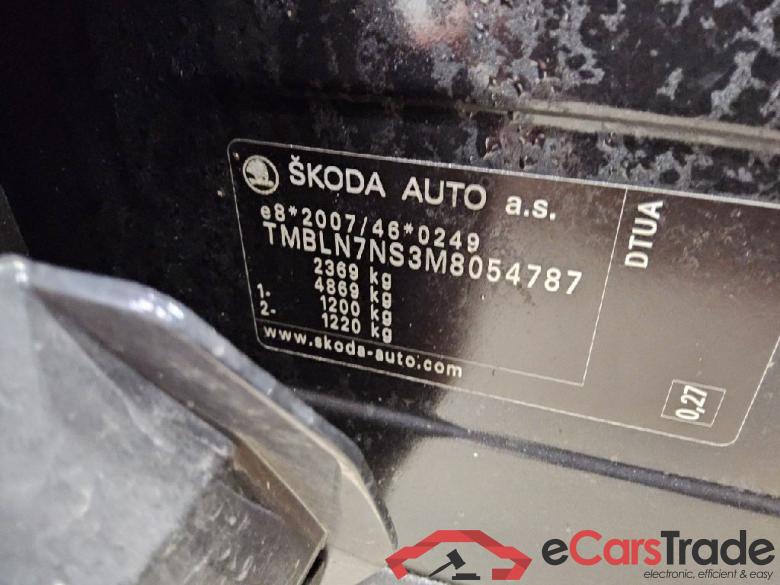 ŠKODA AUTO a.s.
e8*2007/46*0249
TMBLN7NS3M8054787
2369 kg
4869 kg
1- 1200 kg
2- 1220 kg
www.skoda-auto.com
DTUA
0,27
eCarsTrade
electronic, efficient & easy